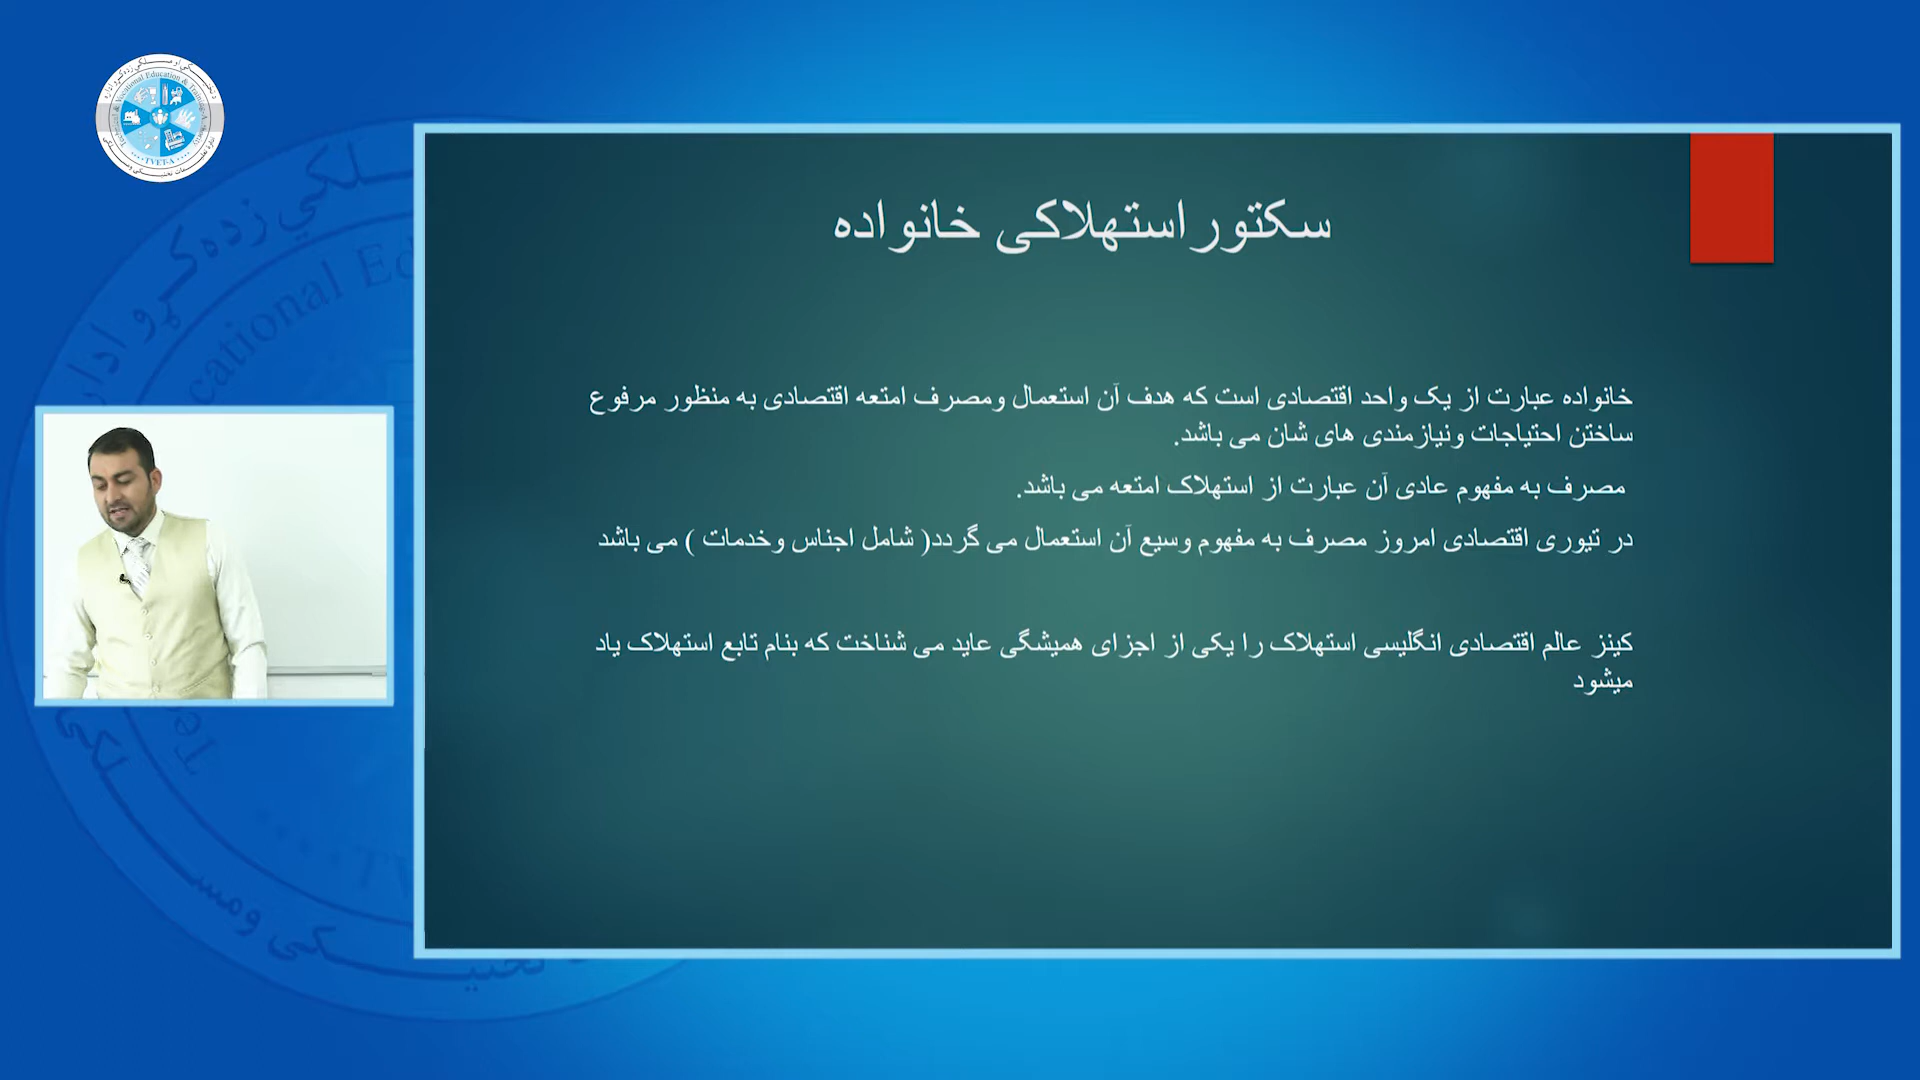 سکتور استهلاکی خانواده
خانواده عبارت از یک واحد اقتصادی است که هدف آن استعمال ومصرف امتعه اقتصادی به منظور مرفوع
ساختن احتیاجات ونیازمندی های شان می باشد.
مصرف به مفهوم عادی آن عبارت از استهلاک امتعه می باشد.
در تیوری اقتصادی امروز مصرف به مفهوم وسیع آن استعمال می گردد( شامل اجناس وخدمات ) می باشد
کینز عالم اقتصادی انگلیسی استهلاک را یکی از اجزای همیشگی عاید می شناخت که بنام تابع استهلاک یاد
میشود
TVET-A